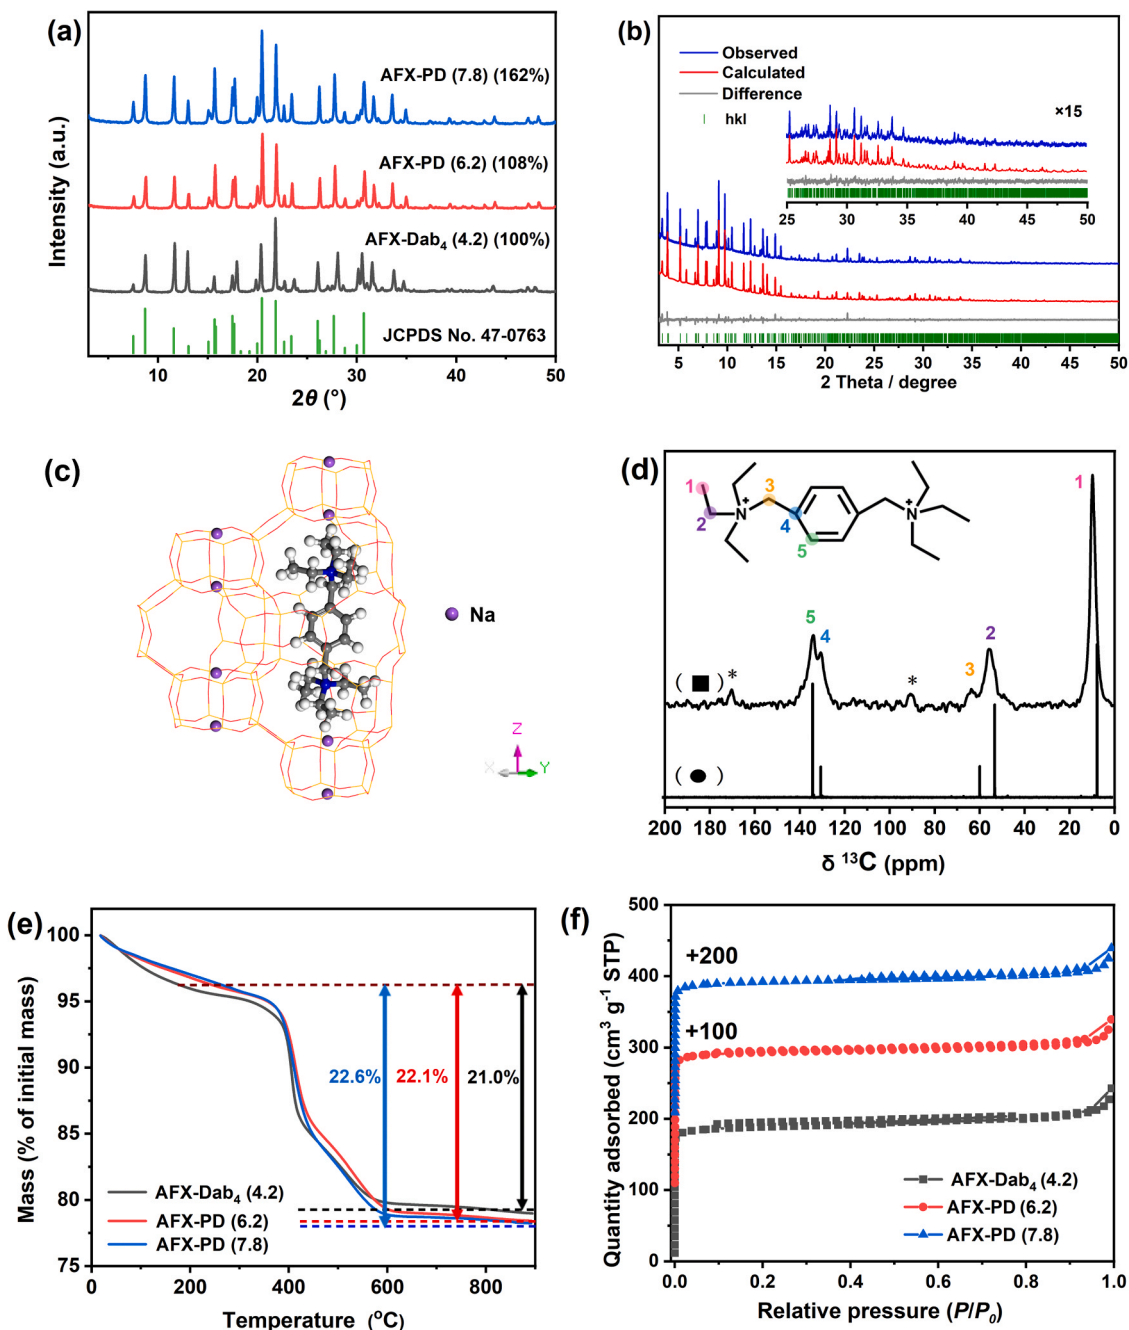 (a)
AFX-PD (7.8) (162%)
AFX-PD (6.2) (108%)
AFX-Dab₄ (4.2) (100%)
JCPDS No. 47-0763
Intensity (a.u.)
10 20 30 40 50
2θ (°)
(b)
Observed
Calculated
Difference
hkl
×15
25 30 35 40 45 50
5 10 15 20 25 30 35 40 45 50
2 Theta / degree
(c)
Na
Z
X Y
(d)
1
2
3
4
5
N+
N+
1
5
4
2
3
(■)
*
*
(●)
200 180 160 140 120 100 80 60 40 20 0
δ ¹³C (ppm)
(e)
100
95
90
85
80
75
Mass (% of initial mass)
22.6% 22.1% 21.0%
AFX-Dab₄ (4.2)
AFX-PD (6.2)
AFX-PD (7.8)
0 200 400 600 800
Temperature (°C)
(f)
500
400
300
200
100
0
Quantity adsorbed (cm³ g⁻¹ STP)
+200
+100
AFX-Dab₄ (4.2)
AFX-PD (6.2)
AFX-PD (7.8)
0.0 0.2 0.4 0.6 0.8 1.0
Relative pressure (P/P₀)